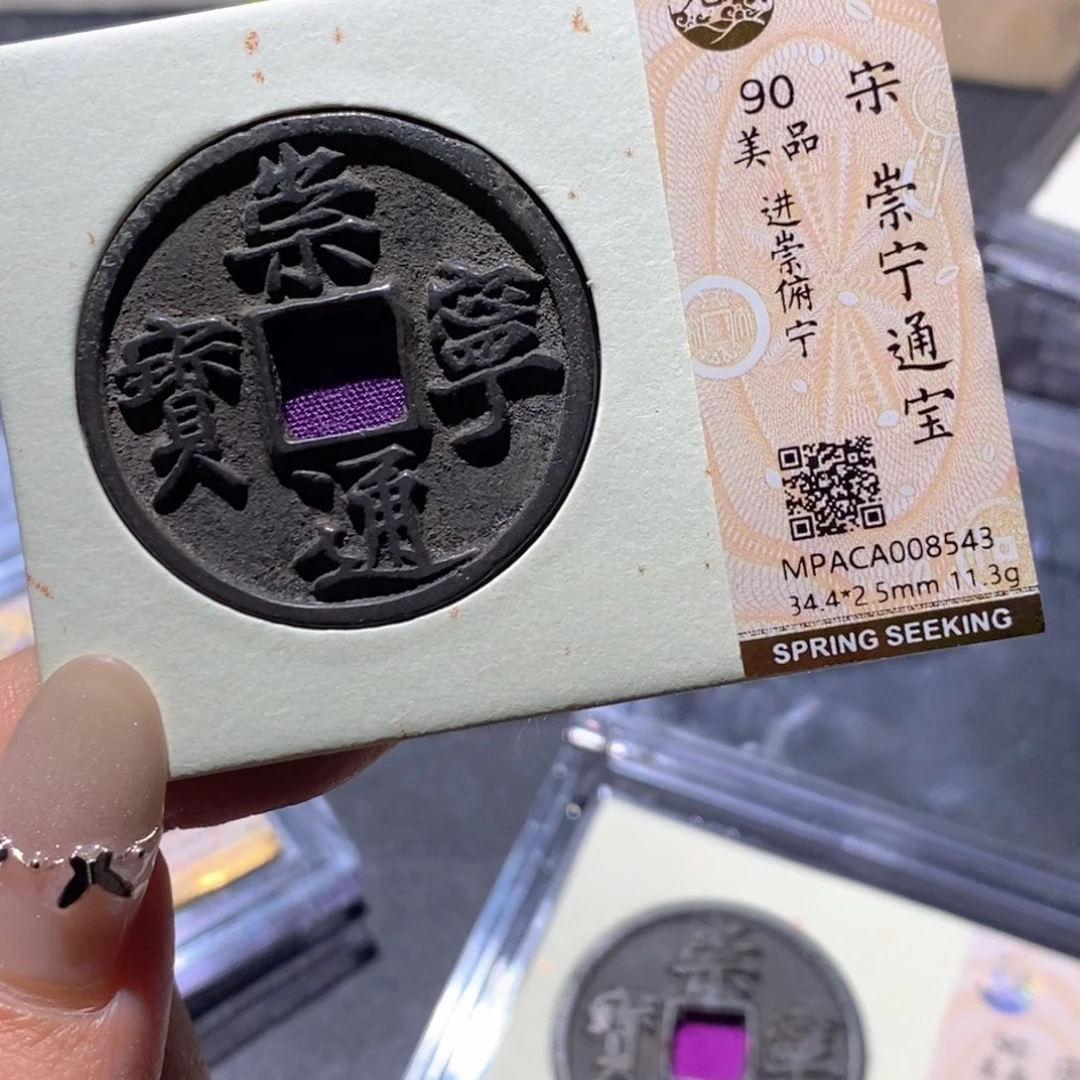 崇寧通寶
90
美品
进崇俯宁
宋 崇宁通宝
MPACA008543
34.4*2.5mm 11.3g
SPRING SEEKING
90